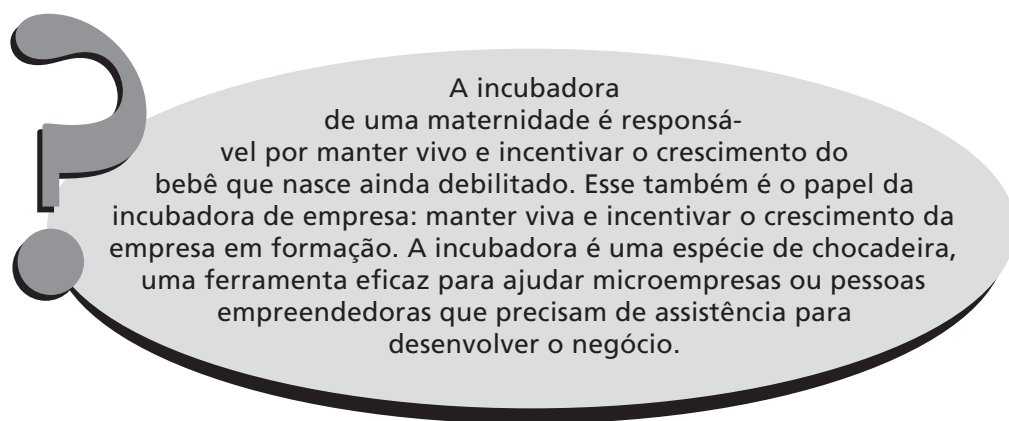 A incubadora
de uma maternidade é responsá-
vel por manter vivo e incentivar o crescimento do
bebê que nasce ainda debilitado. Esse também é o papel da
incubadora de empresa: manter viva e incentivar o crescimento da
empresa em formação. A incubadora é uma espécie de chocadeira,
uma ferramenta eficaz para ajudar microempresas ou pessoas
empreendedoras que precisam de assistência para
desenvolver o negócio.